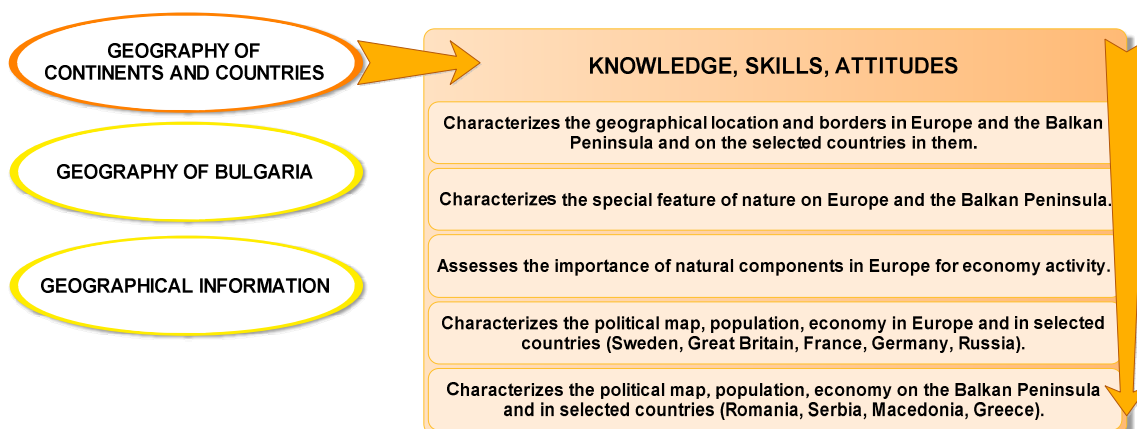 GEOGRAPHY OF
CONTINENTS AND COUNTRIES
GEOGRAPHY OF BULGARIA
GEOGRAPHICAL INFORMATION
KNOWLEDGE, SKILLS, ATTITUDES
Characterizes the geographical location and borders in Europe and the Balkan
Peninsula and on the selected countries in them.
Characterizes the special feature of nature on Europe and the Balkan Peninsula.
Assesses the importance of natural components in Europe for economy activity.
Characterizes the political map, population, economy in Europe and in selected
countries (Sweden, Great Britain, France, Germany, Russia).
Characterizes the political map, population, economy on the Balkan Peninsula
and in selected countries (Romania, Serbia, Macedonia, Greece).